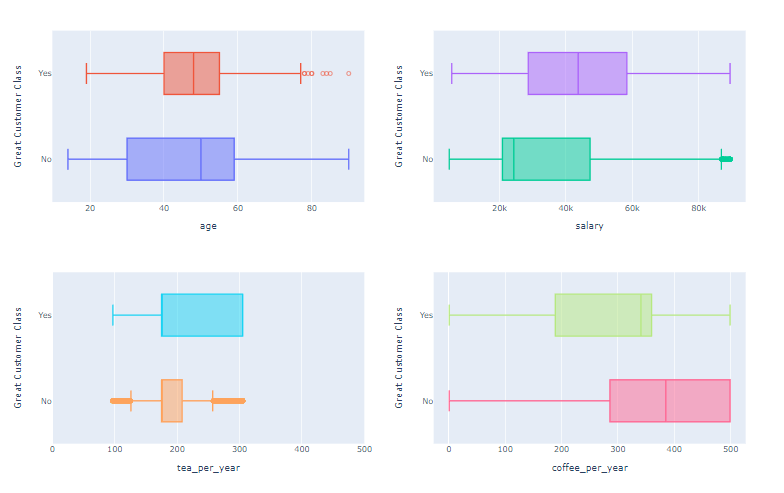 Great Customer Class
Yes
No
20 40 60 80
age
Great Customer Class
Yes
No
20k 40k 60k 80k
salary
Great Customer Class
Yes
No
0 100 200 300 400 500
tea_per_year
Great Customer Class
Yes
No
0 100 200 300 400 500
coffee_per_year